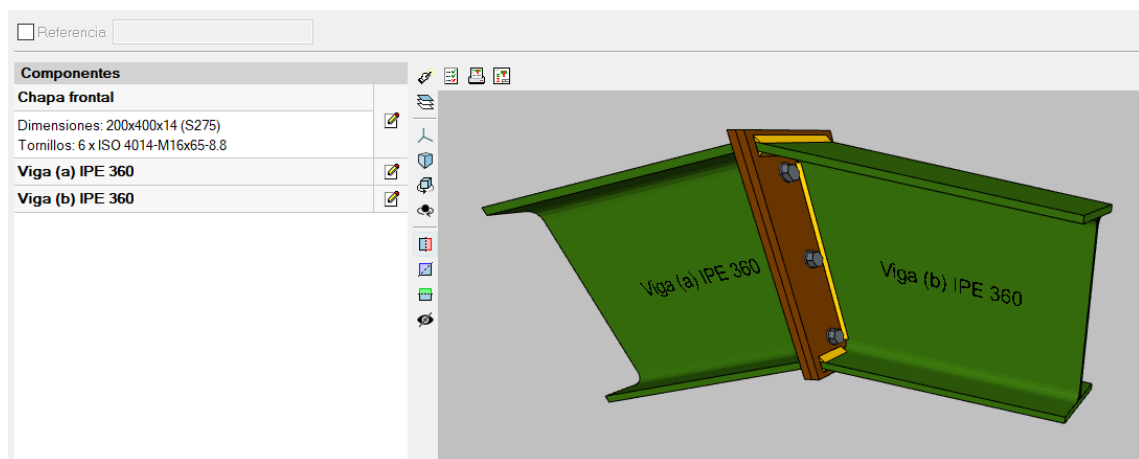 Referencia
Componentes
Chapa frontal
Dimensiones: 200x400x14 (S275)
Tornillos: 6 x ISO 4014-M16x65-8.8
Viga (a) IPE 360
Viga (b) IPE 360
Viga (a) IPE 360
Viga (b) IPE 360